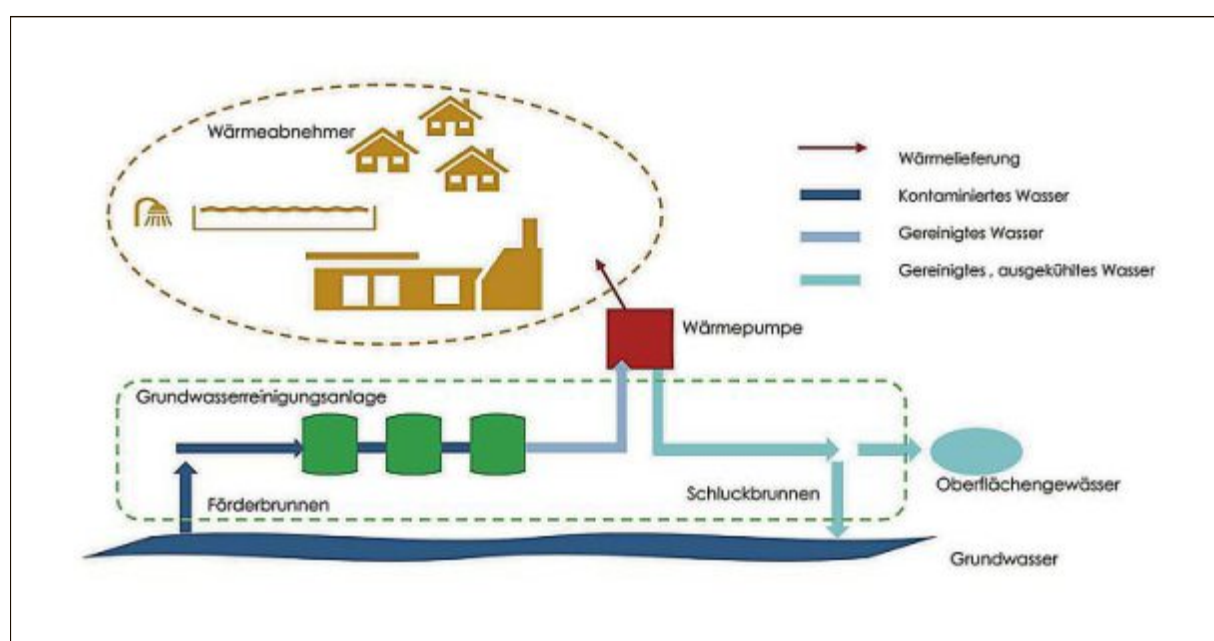 Wärmeabnehmer
Wärmelieferung
Kontaminiertes Wasser
Gereinigtes Wasser
Gereinigtes , ausgekühltes Wasser
Wärmepumpe
Grundwasserreinigungsanlage
Förderbrunnen
Schluckbrunnen
Oberflächengewässer
Grundwasser